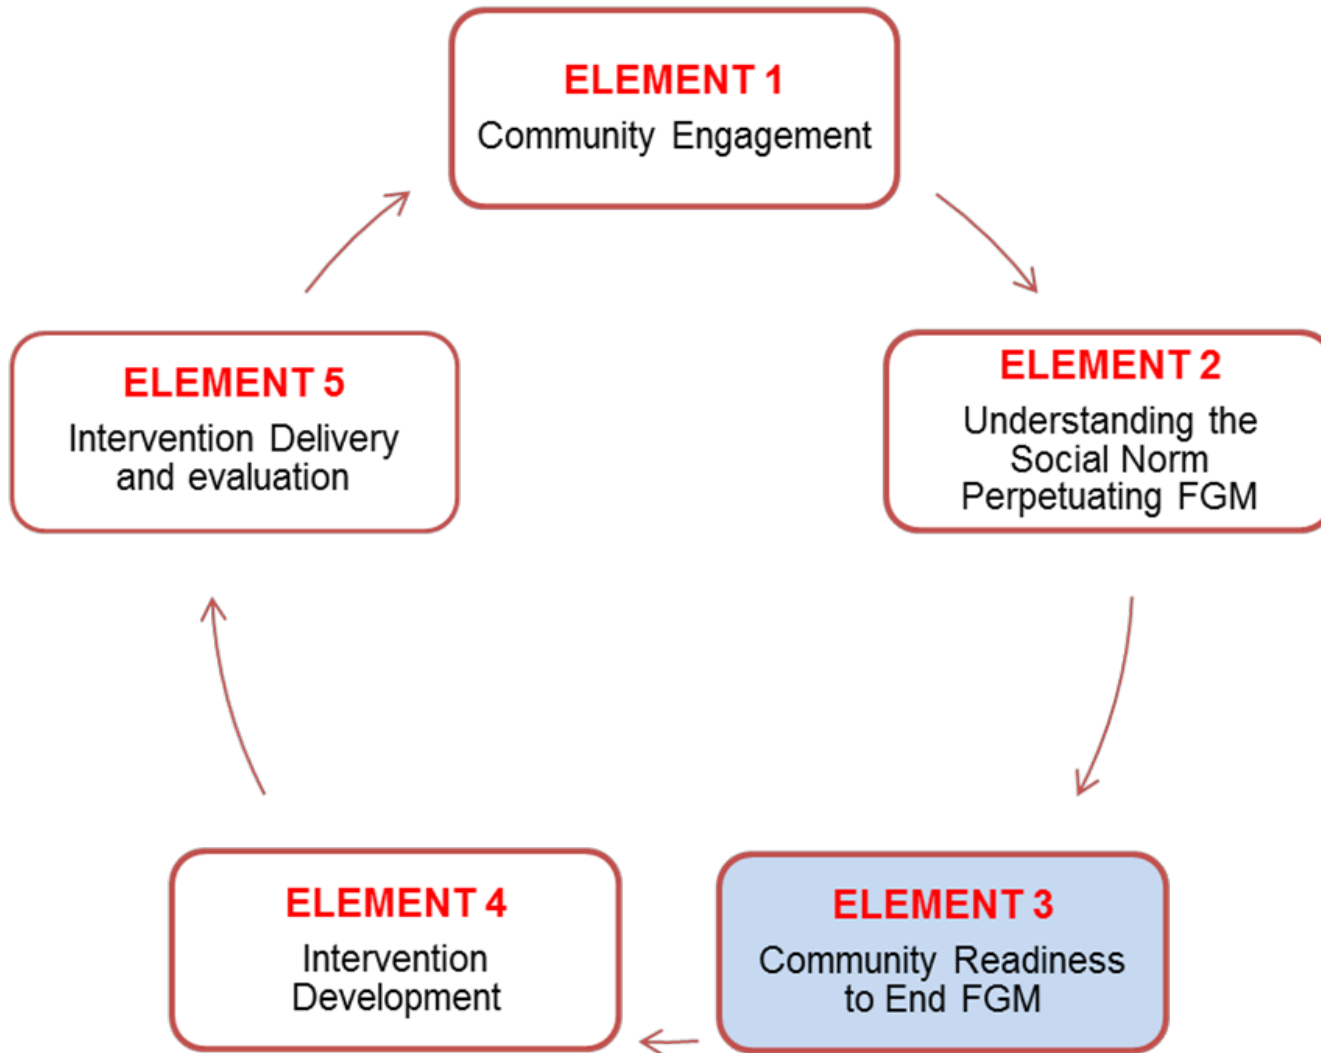 ELEMENT 1
Community Engagement
ELEMENT 2
Understanding the
Social Norm
Perpetuating FGM
ELEMENT 3
Community Readiness
to End FGM
ELEMENT 4
Intervention
Development
ELEMENT 5
Intervention Delivery
and evaluation